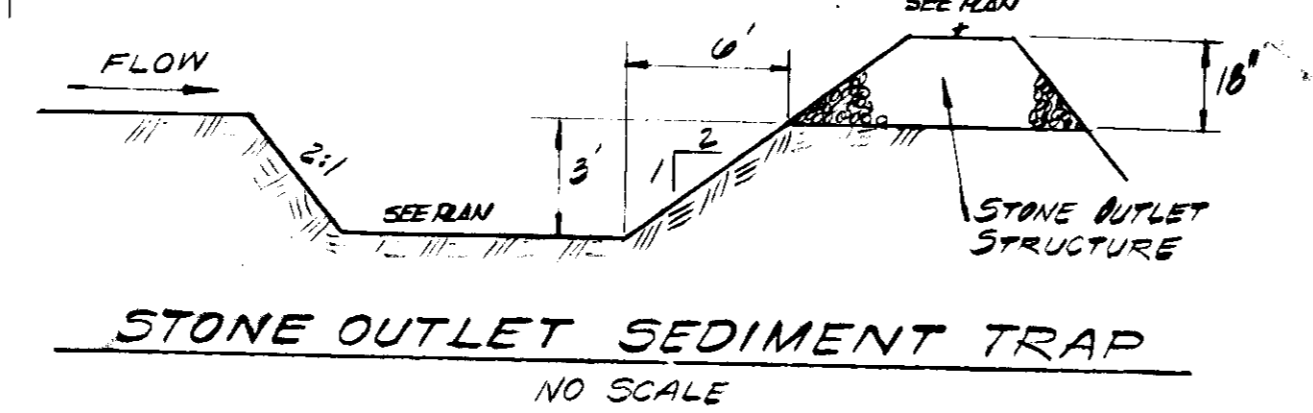 SEE PLAN
FLOW
6'
18"
2:1
3'
1
2
SEE PLAN
STONE OUTLET
STRUCTURE
STONE OUTLET SEDIMENT TRAP
NO SCALE